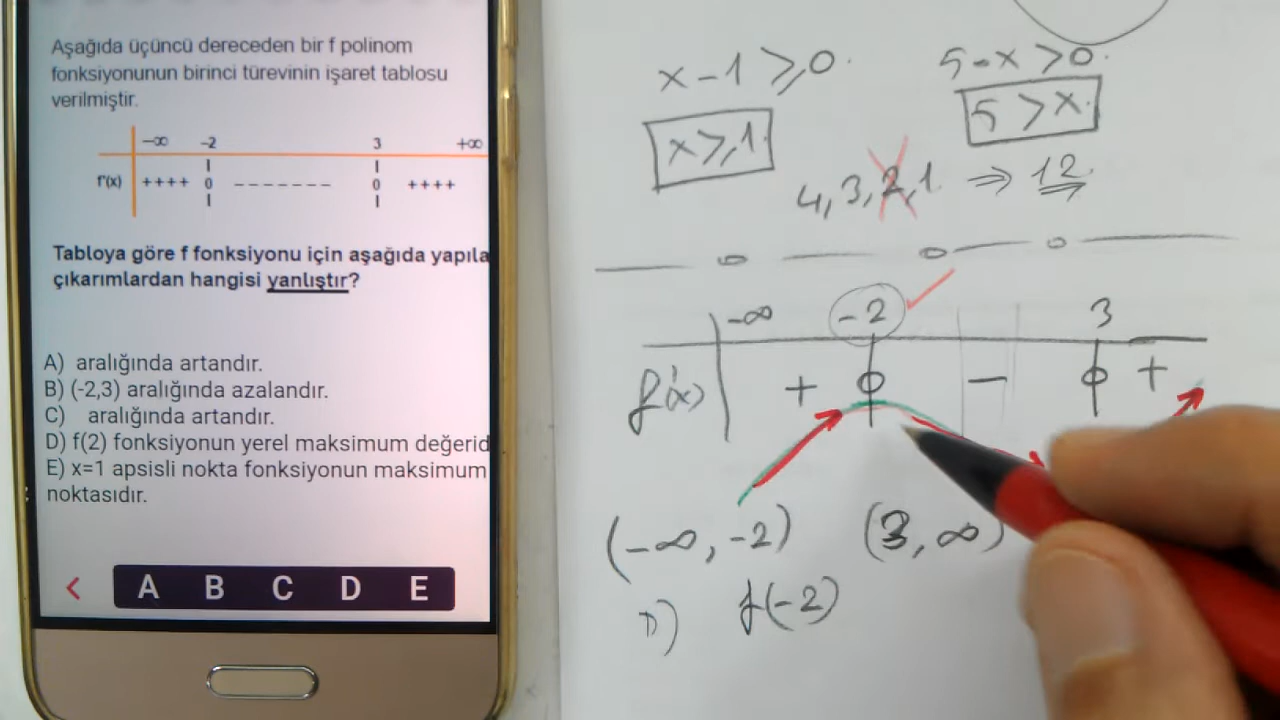 Aşağıda üçüncü dereceden bir f polinom
fonksiyonunun birinci türevinin işaret tablosu
verilmiştir.
-∞ -2 3 +∞
f'(x) ++++ 0 -------- 0 ++++
Tabloya göre f fonksiyonu için aşağıda yapıla
çıkarımlardan hangisi yanlıştır?
A) aralığında artandır.
B) (-2,3) aralığında azalandır.
C) aralığında artandır.
D) f(2) fonksiyonun yerel maksimum değerid
E) x=1 apsisli nokta fonksiyonun maksimum
noktasıdır.
< A B C D E
x-1 ≥ 0. 5-x > 0.
x ≥ 1. 5 > x.
4, 3, 2, 1. ⇒ 12.
-∞ -2 3
f'(x) + 0 - 0 +
(-∞, -2) (3, ∞)
D) f(-2)